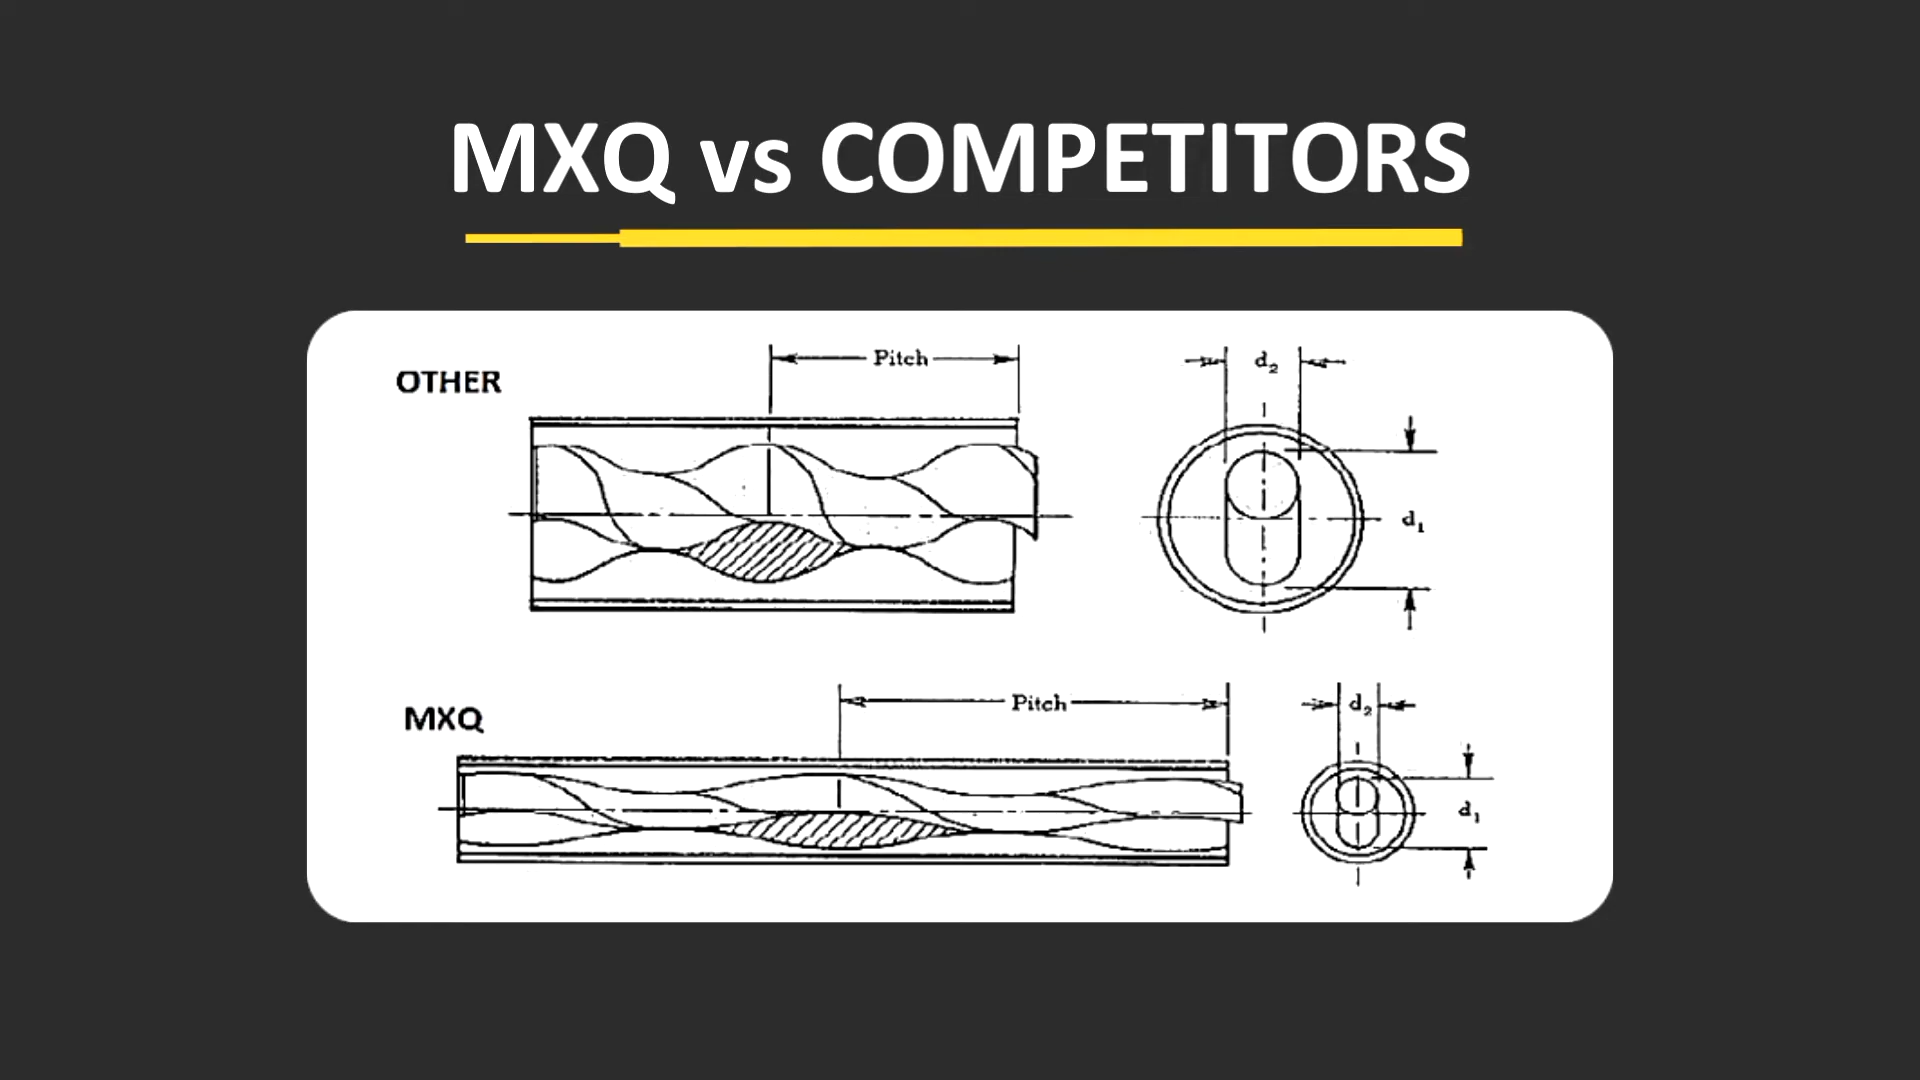 MXQ vs COMPETITORS
OTHER
Pitch
d₂
d₁
MXQ
Pitch
d₂
d₁